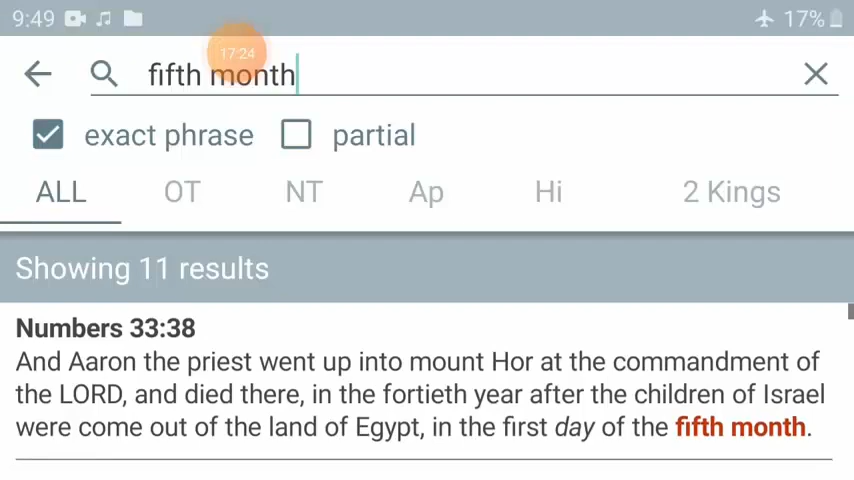 9:49 17%
17:24
fifth month
exact phrase partial
ALL OT NT Ap Hi 2 Kings
Showing 11 results
Numbers 33:38
And Aaron the priest went up into mount Hor at the commandment of
the LORD, and died there, in the fortieth year after the children of Israel
were come out of the land of Egypt, in the first day of the fifth month.